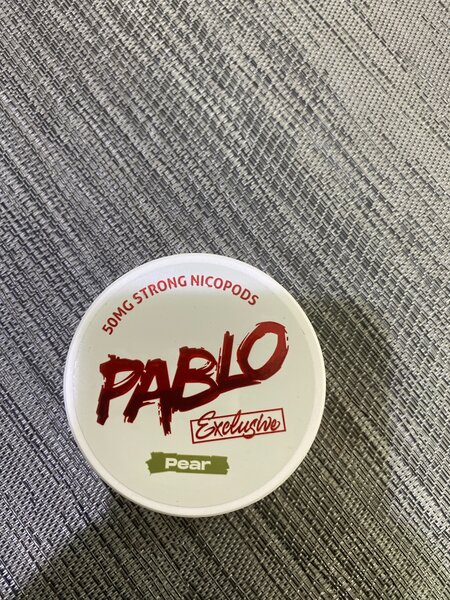 50MG STRONG NICOPODS
PABLO
Exclusive
Pear